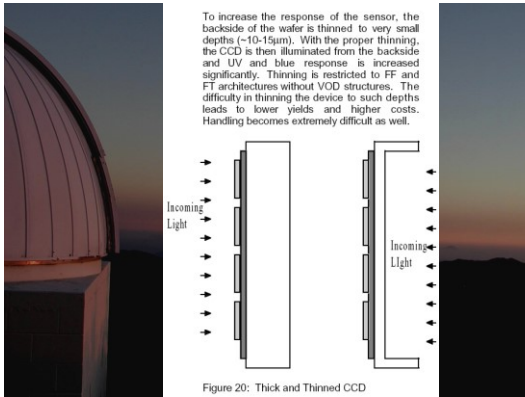 To increase the response of the sensor, the
backside of the wafer is thinned to very small
depths (~10-15µm). With the proper thinning,
the CCD is then illuminated from the backside
and UV and blue response is increased
significantly. Thinning is restricted to FF and
FT architectures without VOD structures. The
difficulty in thinning the device to such depths
leads to lower yields and higher costs.
Handling becomes extremely difficult as well.
Incoming
Light
Incoming
LIght
Figure 20: Thick and Thinned CCD